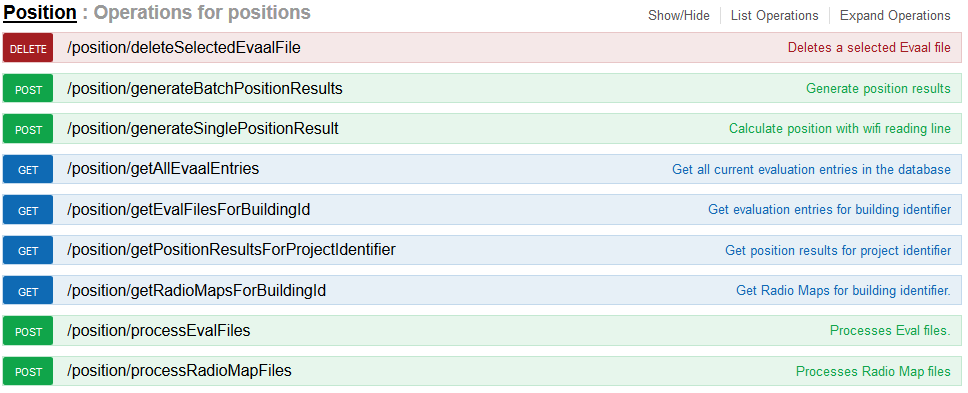 Position : Operations for positions Show/Hide List Operations Expand Operations
DELETE /position/deleteSelectedEvaalFile Deletes a selected Evaal file
POST /position/generateBatchPositionResults Generate position results
POST /position/generateSinglePositionResult Calculate position with wifi reading line
GET /position/getAllEvaalEntries Get all current evaluation entries in the database
GET /position/getEvalFilesForBuildingId Get evaluation entries for building identifier
GET /position/getPositionResultsForProjectIdentifier Get position results for project identifier
GET /position/getRadioMapsForBuildingId Get Radio Maps for building identifier.
POST /position/processEvalFiles Processes Eval files.
POST /position/processRadioMapFiles Processes Radio Map files